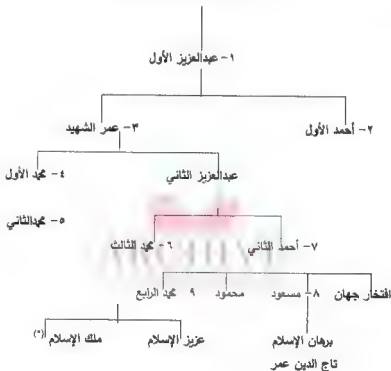 ١- عبدالعزيز الأول
٣- عمر الشهيد ٢- أحمد الأول
٤- محمد الأول عبدالعزيز الثاني
٥- محمدالثاني
٦- محمد الثالث ٧- أحمد الثاني
ARCHIVE
افتخار جهان ٨- مسعود محمود ٩ محمد الرابع
برهان الإسلام عزيز الإسلام ملك الإسلام (*)
تاج الدين عمر